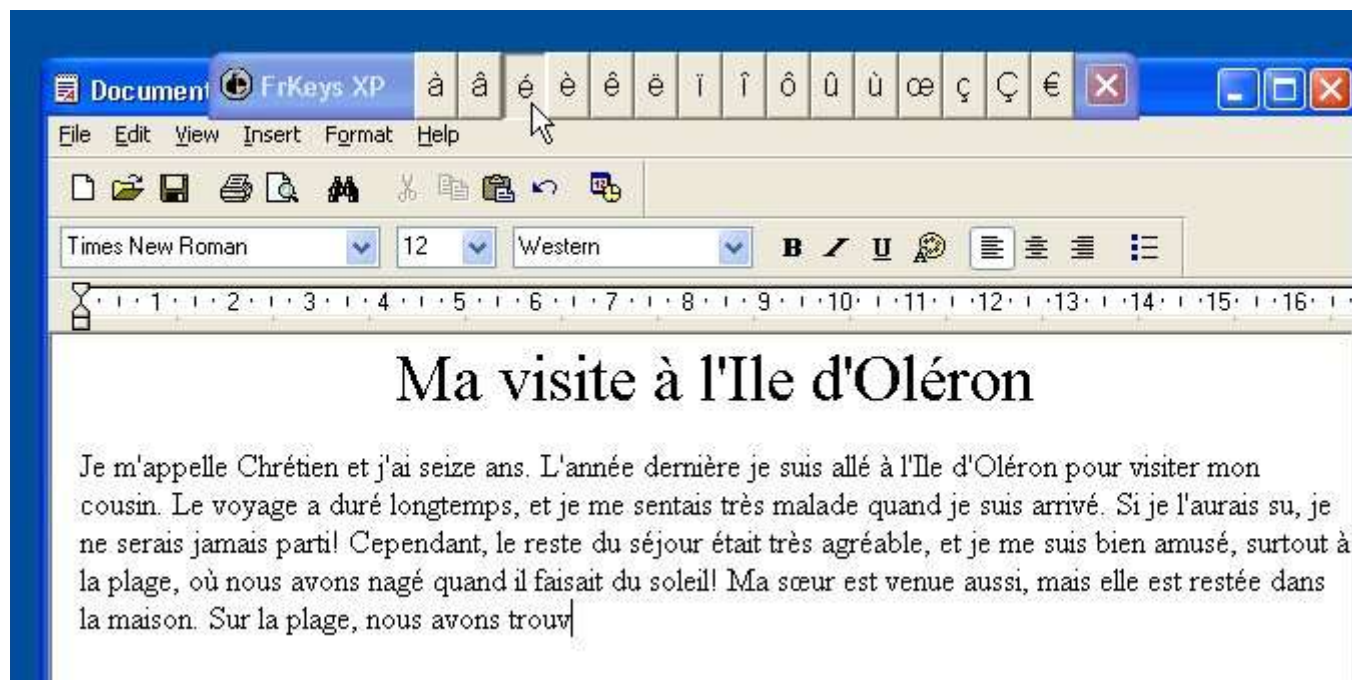 Document FrKeys XP à â é è ê ë ï î ô û ù œ ç Ç €
File Edit View Insert Format Help
Times New Roman 12 Western B I U
1 2 3 4 5 6 7 8 9 10 11 12 13 14 15 16
Ma visite à l'Ile d'Oléron
Je m'appelle Chrétien et j'ai seize ans. L'année dernière je suis allé à l'Ile d'Oléron pour visiter mon
cousin. Le voyage a duré longtemps, et je me sentais très malade quand je suis arrivé. Si je l'aurais su, je
ne serais jamais parti! Cependant, le reste du séjour était très agréable, et je me suis bien amusé, surtout à
la plage, où nous avons nagé quand il faisait du soleil! Ma sœur est venue aussi, mais elle est restée dans
la maison. Sur la plage, nous avons trouv